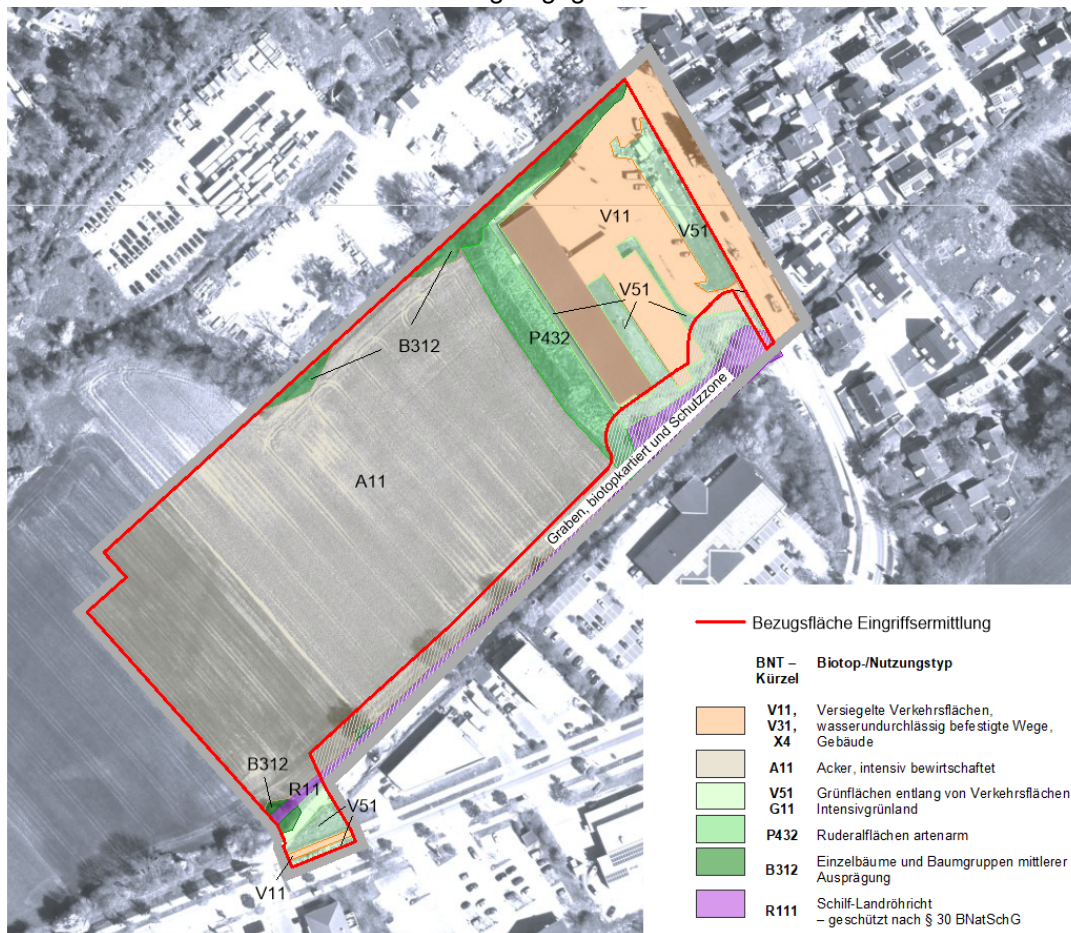 V11
V51
V51
P432
B312
A11
Graben, biotopkartiert und Schutzzone
B312
R11
V51
V11
Bezugsfläche Eingriffsermittlung
BNT – Biotop-/Nutzungstyp
Kürzel
V11, Versiegelte Verkehrsflächen,
V31, wasserundurchlässig befestigte Wege,
X4 Gebäude
A11 Acker, intensiv bewirtschaftet
V51 Grünflächen entlang von Verkehrsflächen
G11 Intensivgrünland
P432 Ruderalflächen artenarm
B312 Einzelbäume und Baumgruppen mittlerer
Ausprägung
R111 Schilf-Landröhricht
– geschützt nach § 30 BNatSchG